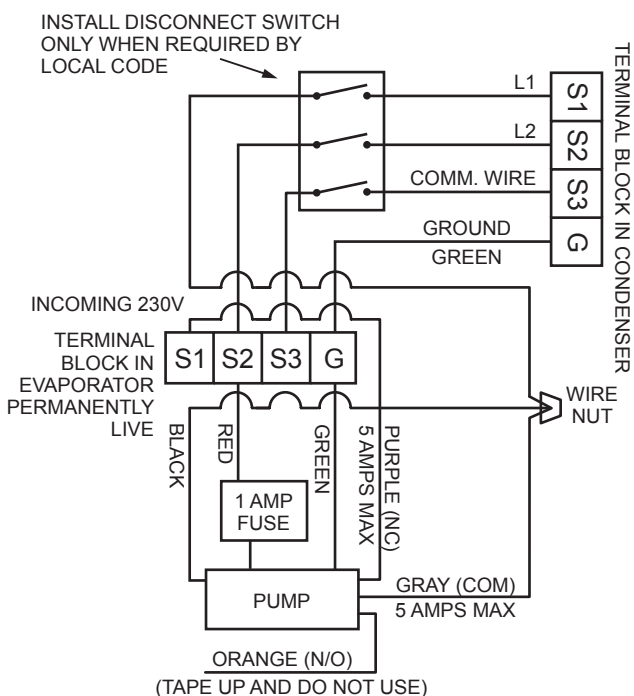 INSTALL DISCONNECT SWITCH
ONLY WHEN REQUIRED BY
LOCAL CODE
L1
S1
L2
S2
COMM. WIRE
S3
GROUND
GREEN
G
TERMINAL BLOCK IN CONDENSER
INCOMING 230V
TERMINAL
BLOCK IN
EVAPORATOR
PERMANENTLY
LIVE
S1
S2
S3
G
WIRE
NUT
BLACK
RED
GREEN
PURPLE (NC)
5 AMPS MAX
1 AMP
FUSE
PUMP
GRAY (COM)
5 AMPS MAX
ORANGE (N/O)
(TAPE UP AND DO NOT USE)